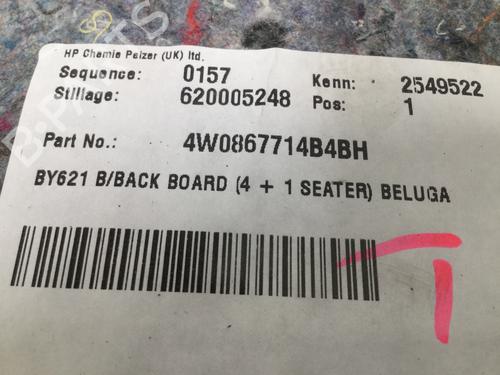 HP Chemie Pelzer (UK) ltd.
Sequence: 0157 Kenn: 2549522
Stillage: 620005248 Pos: 1
Part No.: 4W0867714B4BH
BY621 B/BACK BOARD (4 + 1 SEATER) BELUGA